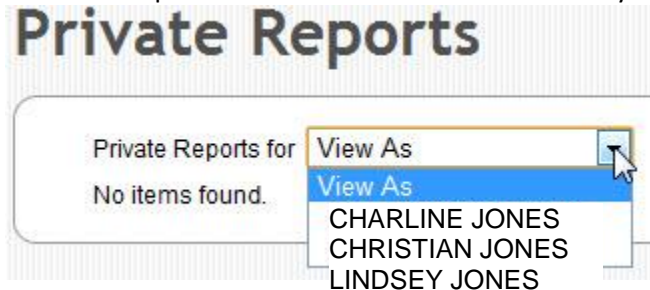 Private Reports
Private Reports for View As
No items found.
View As
CHARLINE JONES
CHRISTIAN JONES
LINDSEY JONES